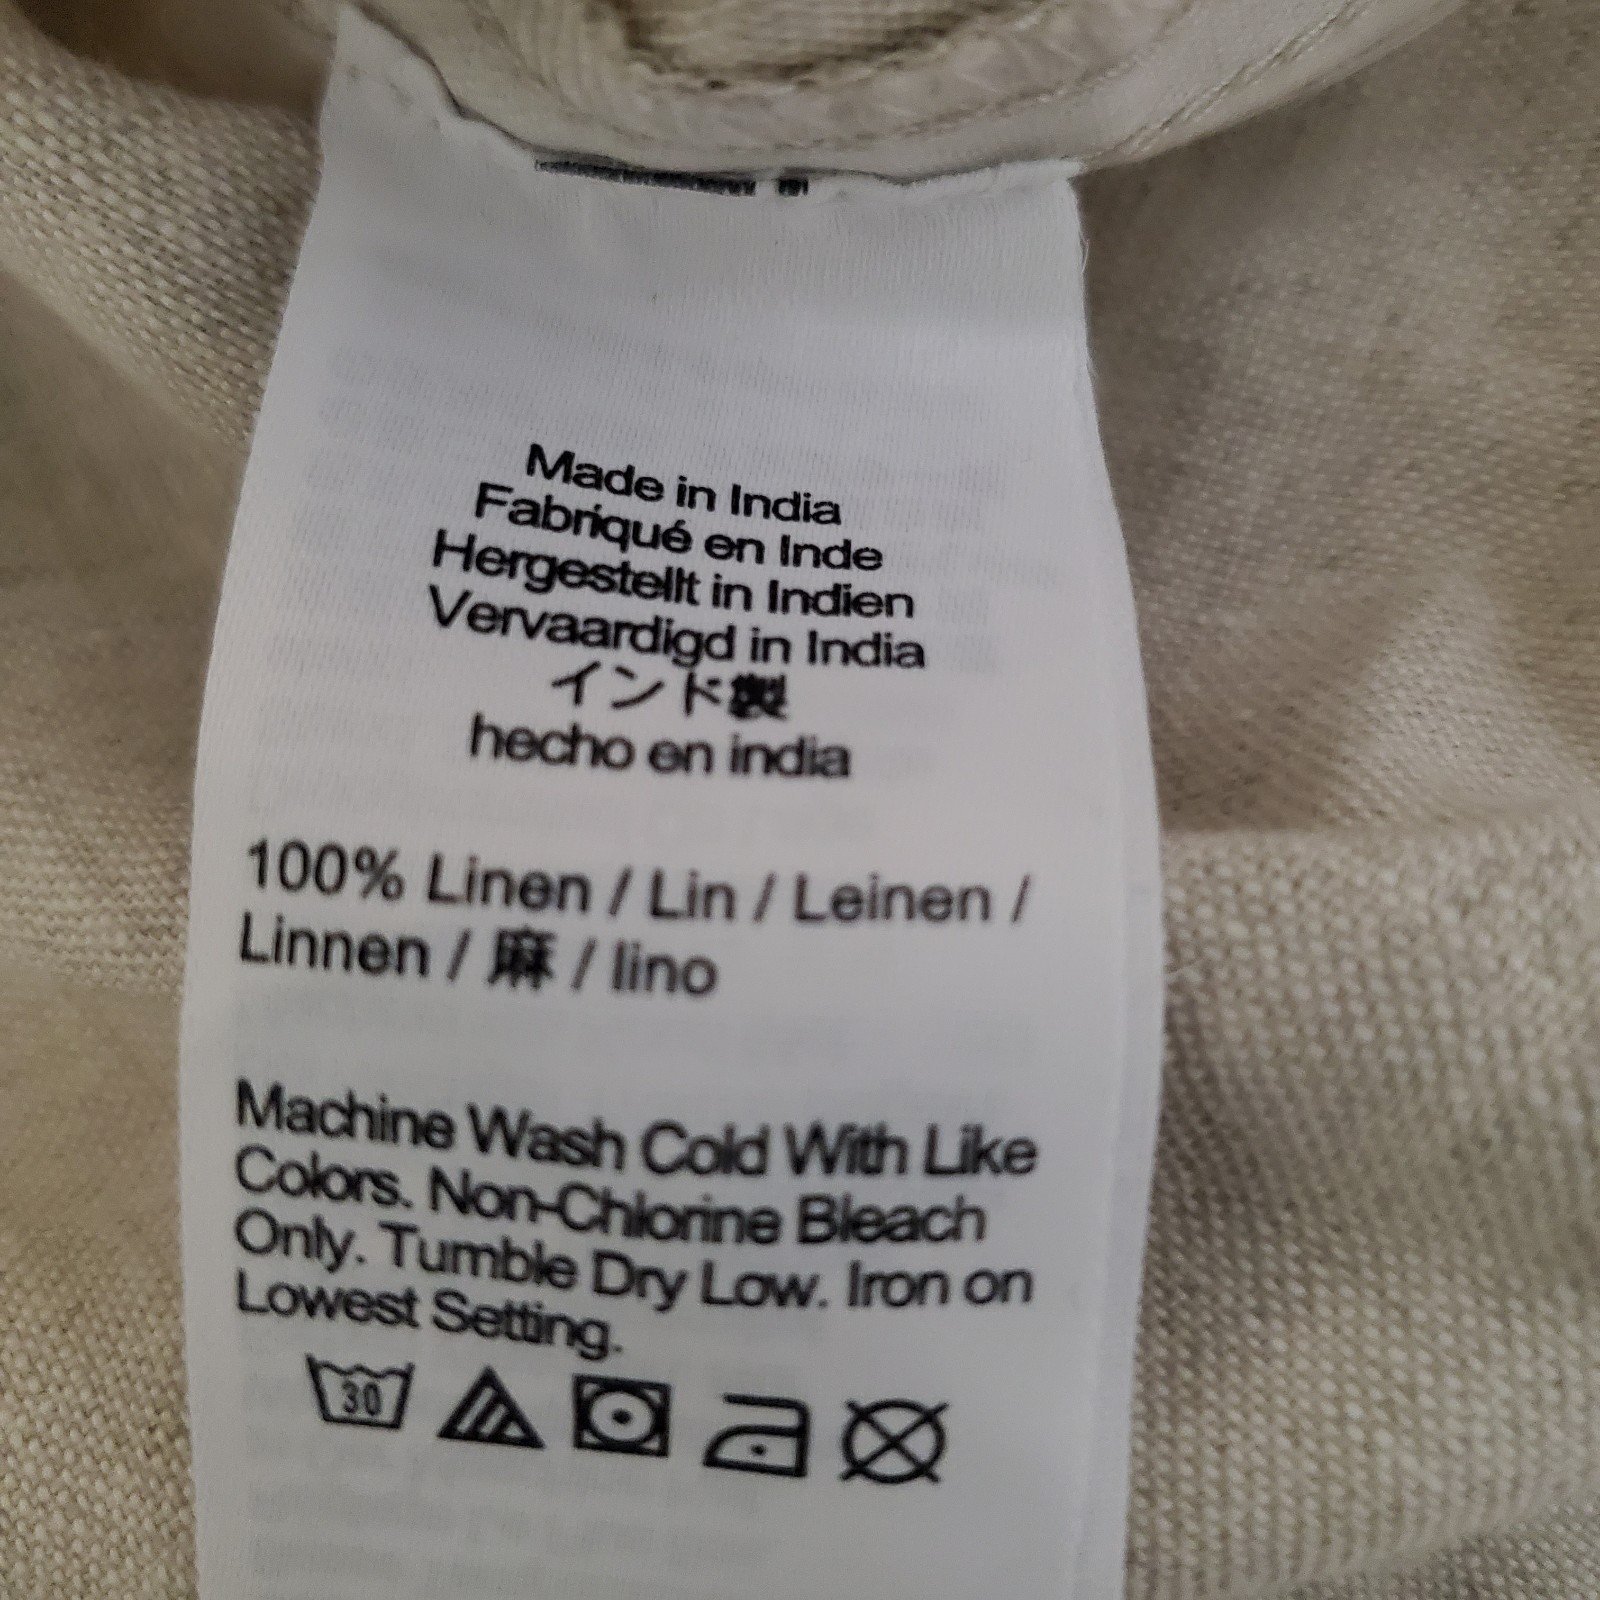 Made in India
Fabriqué en Inde
Hergestellt in Indien
Vervaardigd in India
インド製
hecho en india
100% Linen / Lin / Leinen /
Linnen / 麻 / lino
Machine Wash Cold With Like
Colors. Non-Chlorine Bleach
Only. Tumble Dry Low. Iron on
Lowest Setting.
30